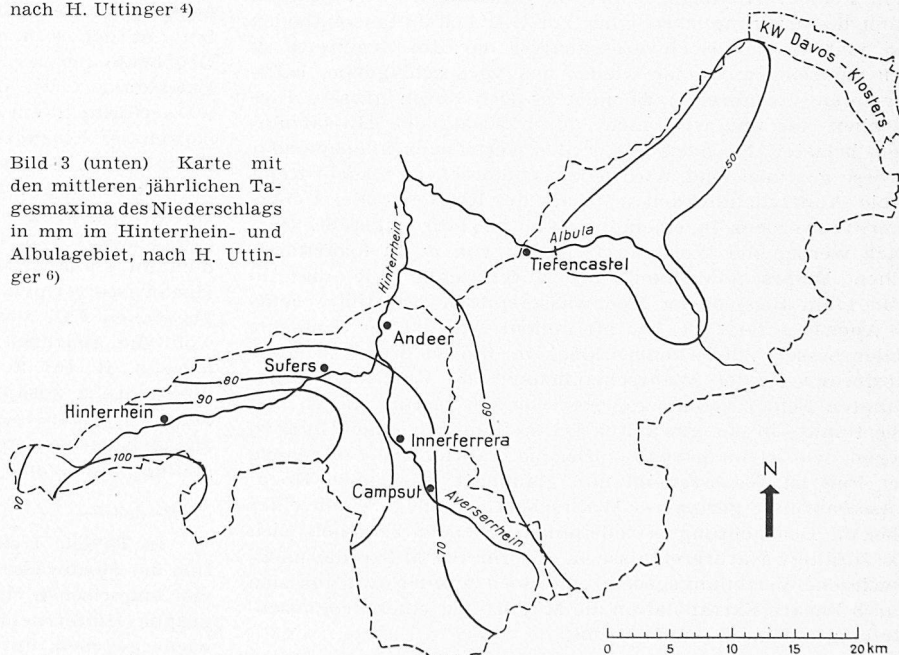 nach H. Uttinger 4)
Bild 3 (unten) Karte mit
den mittleren jährlichen Ta-
gesmaxima des Niederschlags
in mm im Hinterrhein- und
Albulagebiet, nach H. Uttin-
ger 6)
KW Davos-Klosters
50
Albula
Tiefencastel
Hinterrhein
Andeer
Sufers
80
90
60
Hinterrhein
Innerferrera
100
90
Campsut
Averserrhein
70
N
0 5 10 15 20 km